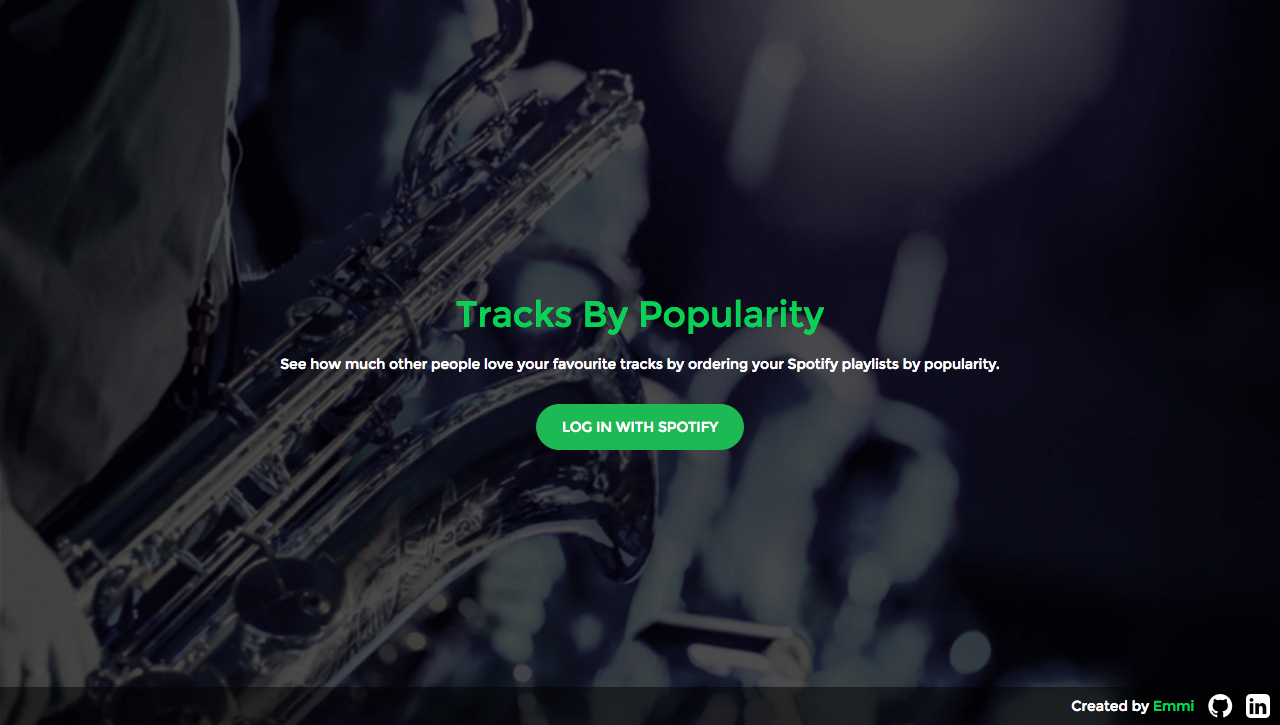 Tracks By Popularity
See how much other people love your favourite tracks by ordering your Spotify playlists by popularity.
LOG IN WITH SPOTIFY
Created by Emmi
in